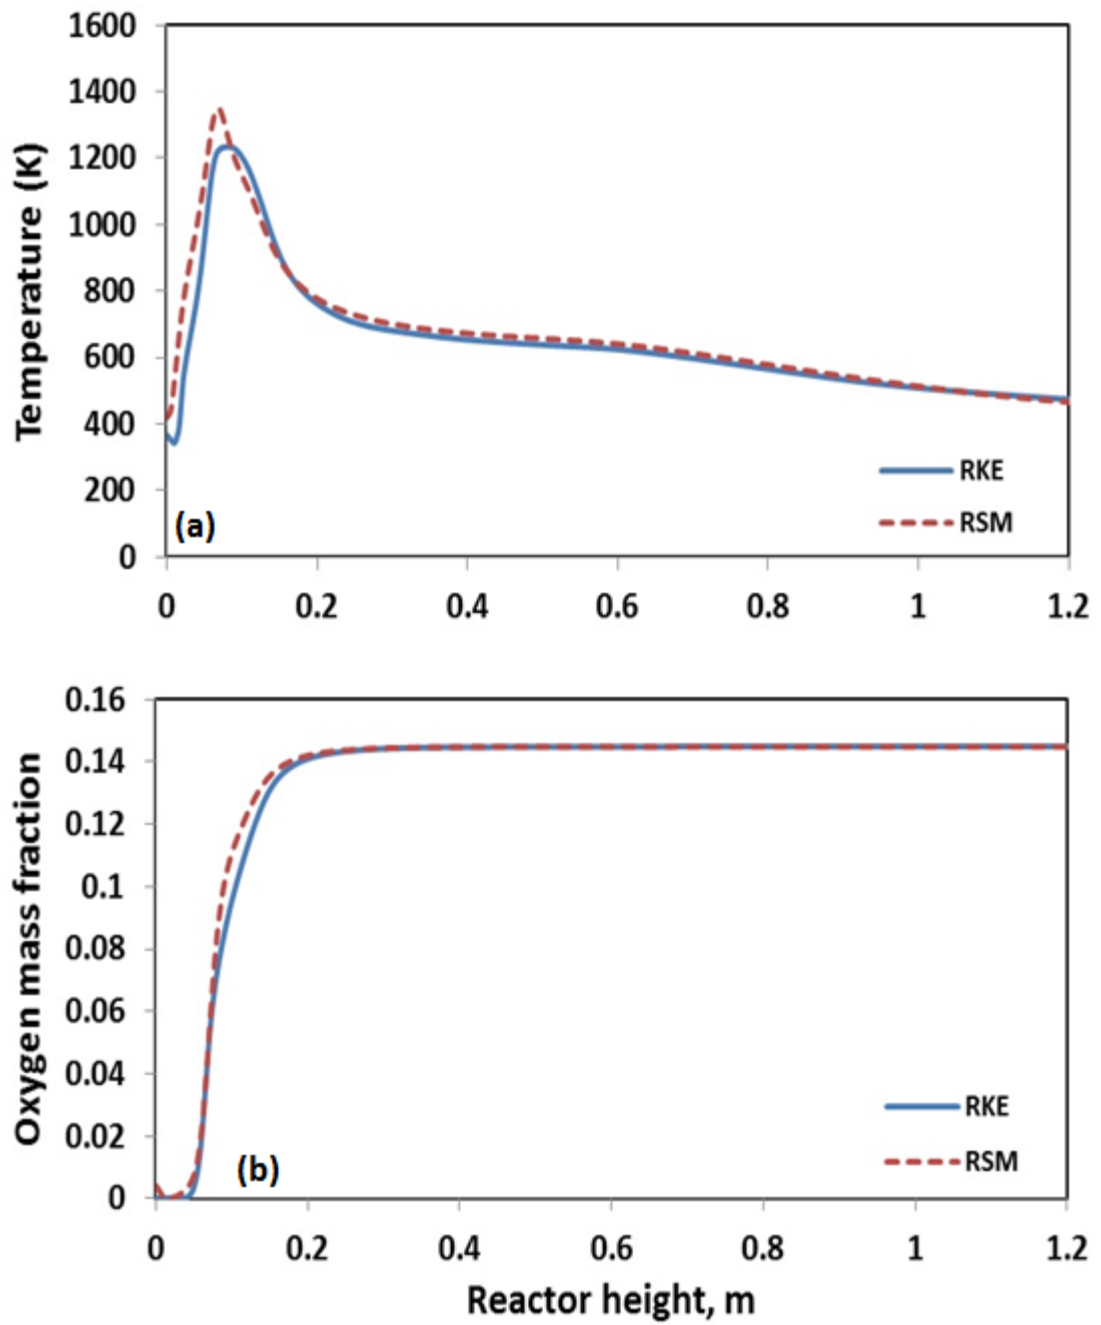 1600
1400
1200
1000
800
600
400
200
0
Temperature (K)
(a)
RKE
RSM
0 0.2 0.4 0.6 0.8 1 1.2
0.16
0.14
0.12
0.1
0.08
0.06
0.04
0.02
0
Oxygen mass fraction
(b)
RKE
RSM
0 0.2 0.4 0.6 0.8 1 1.2
Reactor height, m